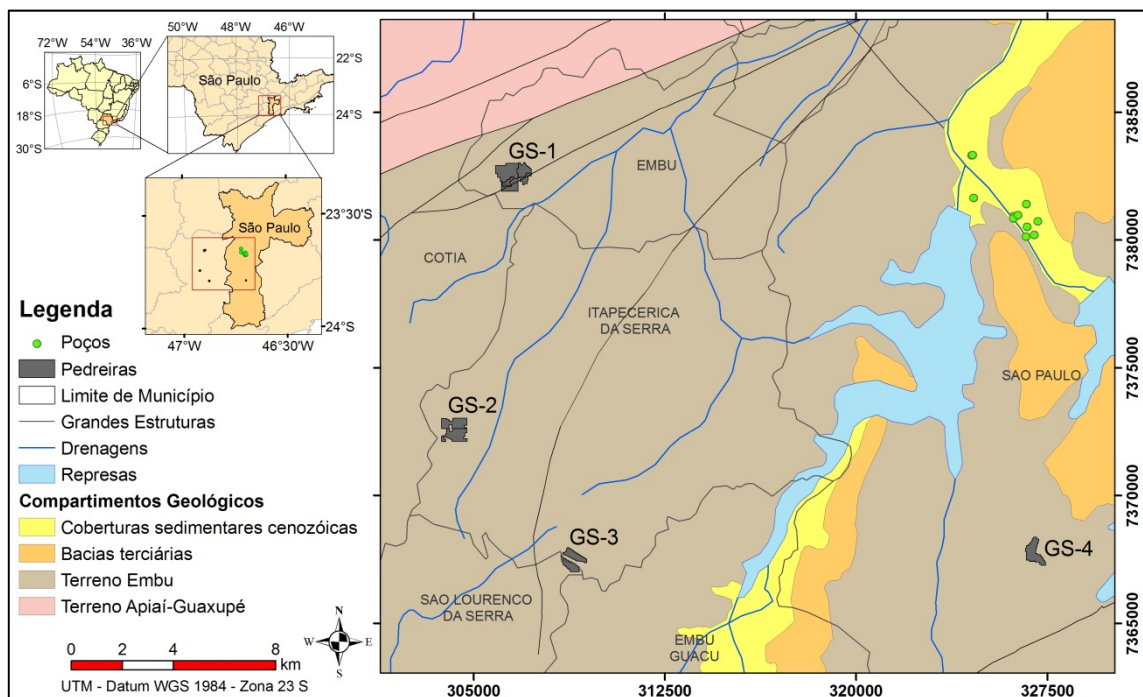 50°W 48°W 46°W
72°W 54°W 36°W
São Paulo
22°S
6°S
18°S
24°S
30°S
47°W 46°30'W
São Paulo
23°30'S
24°S
47°W 46°30'W
Legenda
Poços
Pedreiras
Limite de Município
Grandes Estruturas
Drenagens
Represas
Compartimentos Geológicos
Coberturas sedimentares cenozóicas
Bacias terciárias
Terreno Embu
Terreno Apiaí-Guaxupé
0 2 4 8
km
UTM - Datum WGS 1984 - Zona 23 S
N
W E
S
GS-1
EMBU
COTIA
ITAPECERICA
DA SERRA
SAO PAULO
GS-2
GS-3
GS-4
SAO LOURENCO
DA SERRA
EMBU
GUACU
7385000
7380000
7375000
7370000
7365000
305000 312500 320000 327500